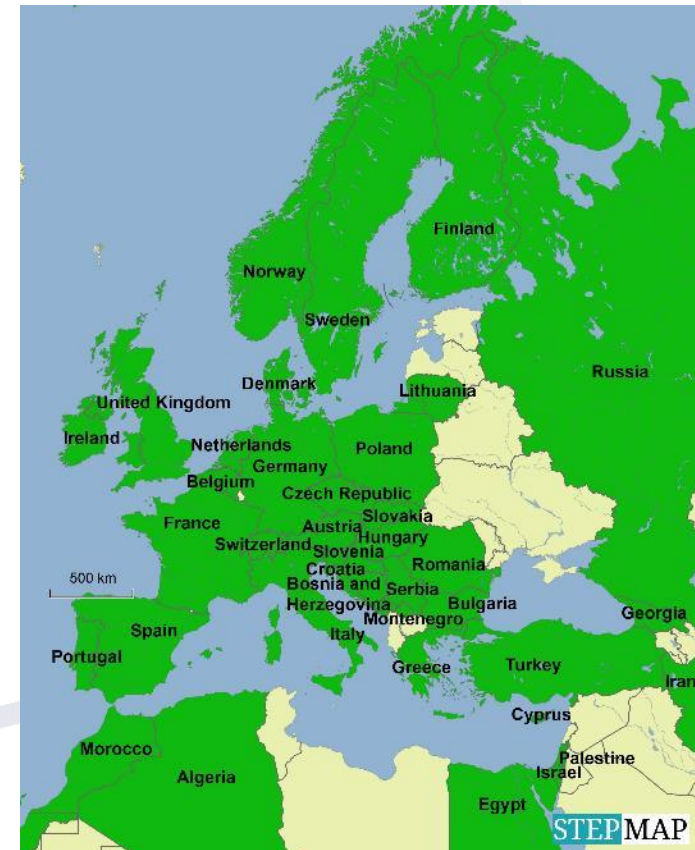 Finland
Norway
Sweden
Russia
Denmark
Lithuania
United Kingdom
Ireland
Netherlands
Poland
Germany
Belgium
Czech Republic
Slovakia
France
Austria
Hungary
Switzerland
Slovenia
Romania
Croatia
500 km
Bosnia and
Herzegovina
Serbia
Bulgaria
Montenegro
Georgia
Spain
Italy
Portugal
Greece
Turkey
Iran
Cyprus
Morocco
Palestine
Israel
Algeria
Egypt
STEPMAP